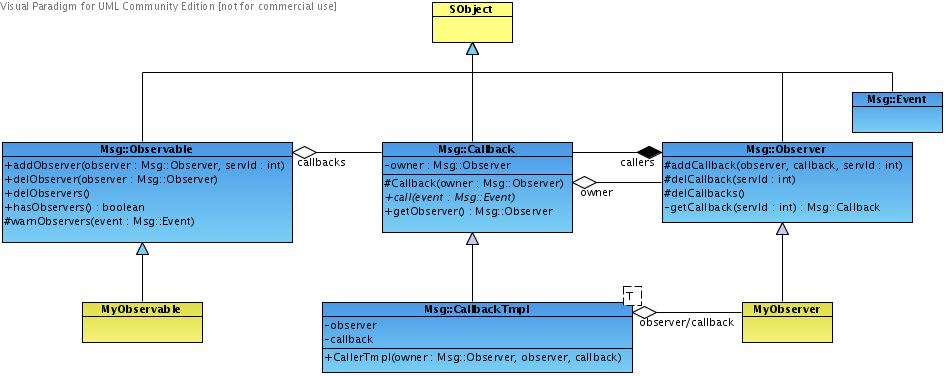 Visual Paradigm for UML Community Edition [not for commercial use]
SObject
Msg::Event
Msg::Observable
+addObserver(observer : Msg::Observer, servId : int)
+delObserver(observer : Msg::Observer)
+delObservers()
+hasObservers() : boolean
#warnObservers(event : Msg::Event)
callbacks
Msg::Callback
-owner : Msg::Observer
#Callback(owner : Msg::Observer)
+call(event : Msg::Event)
+getObserver() : Msg::Observer
callers
owner
Msg::Observer
#addCallback(observer, callback, servId : int)
#delCallback(servId : int)
#delCallbacks()
-getCallback(servId : int) : Msg::Callback
MyObservable
Msg::CallbackTmpl
T
-observer
-callback
+CallerTmpl(owner : Msg::Observer, observer, callback)
observer/callback
MyObserver